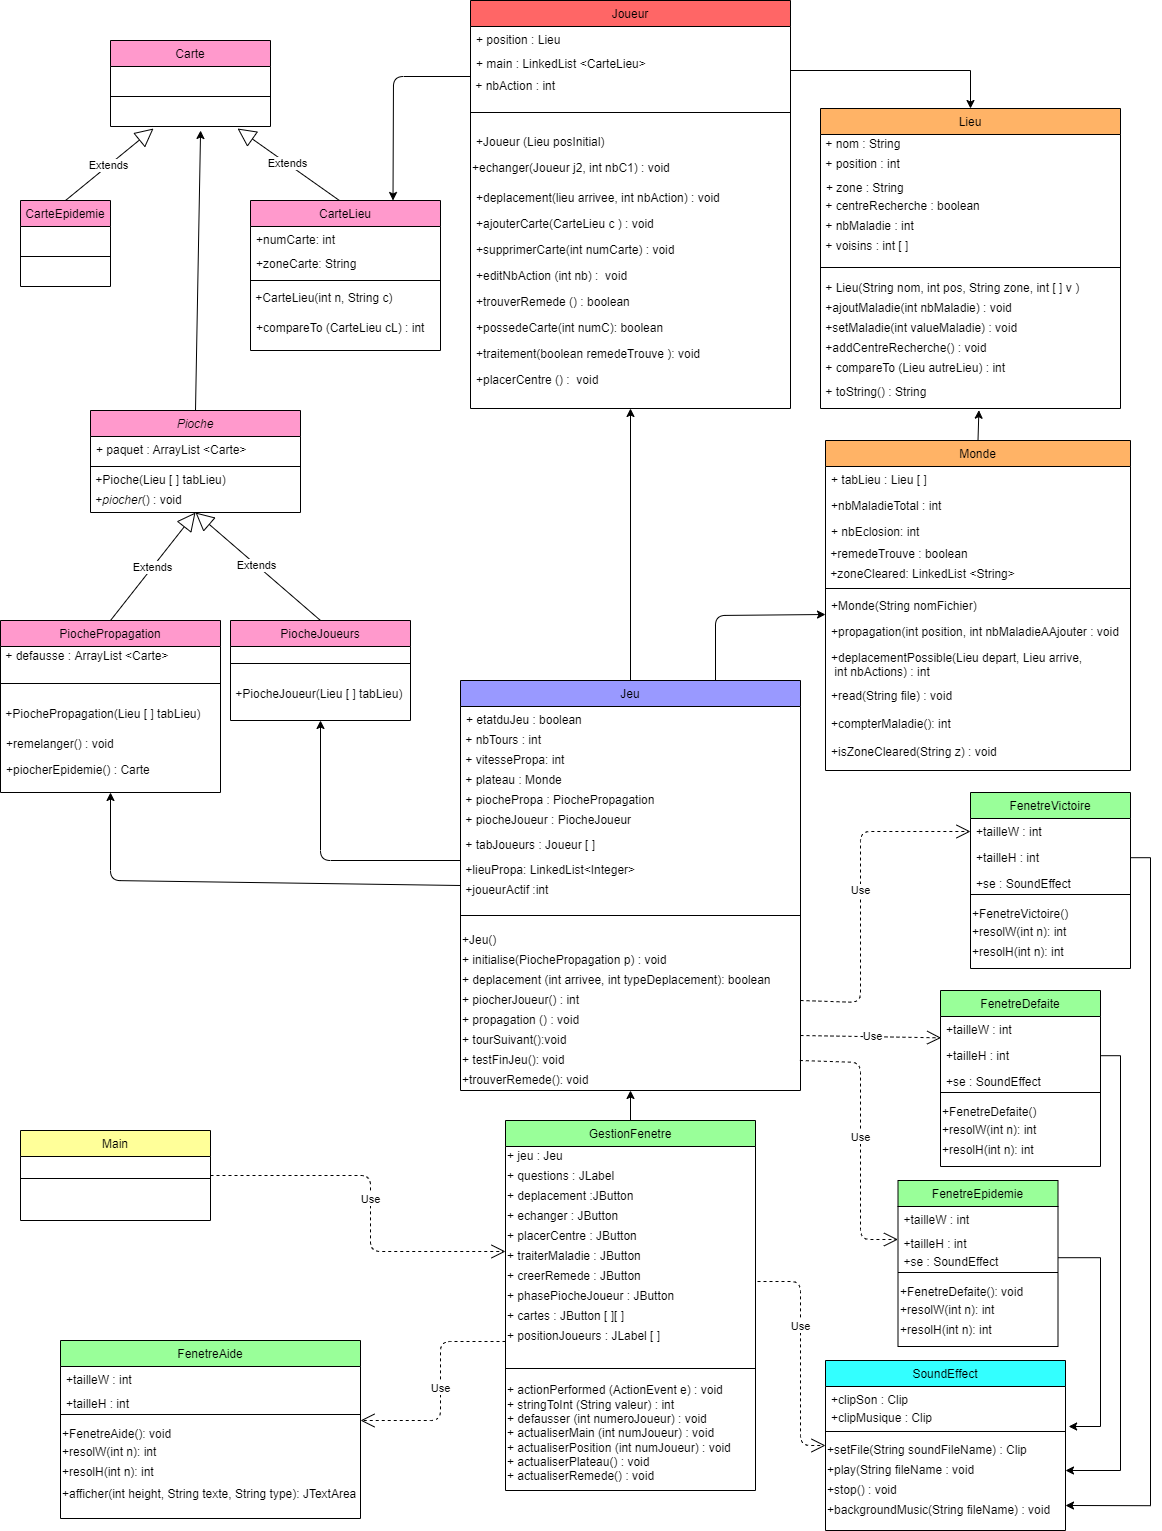 Joueur
+ position : Lieu
+ main : LinkedList <CarteLieu>
+ nbAction : int
+Joueur (Lieu posInitial)
+echanger(Joueur j2, int nbC1) : void
+deplacement(lieu arrivee, int nbAction) : void
+ajouterCarte(CarteLieu c ) : void
+supprimerCarte(int numCarte) : void
+editNbAction (int nb) :  void
+trouverRemede () : boolean
+possedeCarte(int numC): boolean
+traitement(boolean remedeTrouve ): void
+placerCentre () :  void
Carte
Extends
Extends
CarteEpidemie
CarteLieu
+numCarte: int
+zoneCarte: String
+CarteLieu(int n, String c)
+compareTo (CarteLieu cL) : int
Lieu
+ nom : String
+ position : int
+ zone : String
+ centreRecherche : boolean
+ nbMaladie : int
+ voisins : int [ ]
+ Lieu(String nom, int pos, String zone, int [ ] v )
+ajoutMaladie(int nbMaladie) : void
+setMaladie(int valueMaladie) : void
+addCentreRecherche() : void
+ compareTo (Lieu autreLieu) : int
+ toString() : String
Pioche
+ paquet : ArrayList <Carte>
+Pioche(Lieu [ ] tabLieu)
+piocher() : void
Extends
Extends
Monde
+ tabLieu : Lieu [ ]
+nbMaladieTotal : int
+ nbEclosion: int
+remedeTrouve : boolean
+zoneCleared: LinkedList <String>
+Monde(String nomFichier)
+propagation(int position, int nbMaladieAAjouter : void
+deplacementPossible(Lieu depart, Lieu arrive,
int nbActions) : int
+read(String file) : void
+compterMaladie(): int
+isZoneCleared(String z) : void
PiochePropagation
+ defausse : ArrayList <Carte>
+PiochePropagation(Lieu [ ] tabLieu)
+remelanger() : void
+piocherEpidemie() : Carte
PiocheJoueurs
+PiocheJoueur(Lieu [ ] tabLieu)
Jeu
+ etatduJeu : boolean
+ nbTours : int
+ vitessePropa: int
+ plateau : Monde
+ piochePropa : PiochePropagation
+ piocheJoueur : PiocheJoueur
+ tabJoueurs : Joueur [ ]
+lieuPropa: LinkedList<Integer>
+joueurActif :int
+Jeu()
+ initialise(PiochePropagation p) : void
+ deplacement (int arrivee, int typeDeplacement): boolean
+ piocherJoueur() : int
+ propagation () : void
+ tourSuivant():void
+ testFinJeu(): void
+trouverRemede(): void
FenetreVictoire
+tailleW : int
+tailleH : int
+se : SoundEffect
+FenetreVictoire()
+resolW(int n): int
+resolH(int n): int
Use
FenetreDefaite
+tailleW : int
+tailleH : int
+se : SoundEffect
+FenetreDefaite()
+resolW(int n): int
+resolH(int n): int
Use
Use
FenetreEpidemie
+tailleW : int
+tailleH : int
+se : SoundEffect
+FenetreDefaite(): void
+resolW(int n): int
+resolH(int n): int
Main
Use
GestionFenetre
+ jeu : Jeu
+ questions : JLabel
+ deplacement :JButton
+ echanger : JButton
+ placerCentre : JButton
+ traiterMaladie : JButton
+ creerRemede : JButton
+ phasePiocheJoueur : JButton
+ cartes : JButton [ ][ ]
+ positionJoueurs : JLabel [ ]
+ actionPerformed (ActionEvent e) : void
+ stringToInt (String valeur) : int
+ defausser (int numeroJoueur) : void
+ actualiserMain (int numJoueur) : void
+ actualiserPosition (int numJoueur) : void
+ actualiserPlateau() : void
+ actualiserRemede() : void
Use
Use
FenetreAide
+tailleW : int
+tailleH : int
+FenetreAide(): void
+resolW(int n): int
+resolH(int n): int
+afficher(int height, String texte, String type): JTextArea
SoundEffect
+clipSon : Clip
+clipMusique : Clip
+setFile(String soundFileName) : Clip
+play(String fileName : void
+stop() : void
+backgroundMusic(String fileName) : void